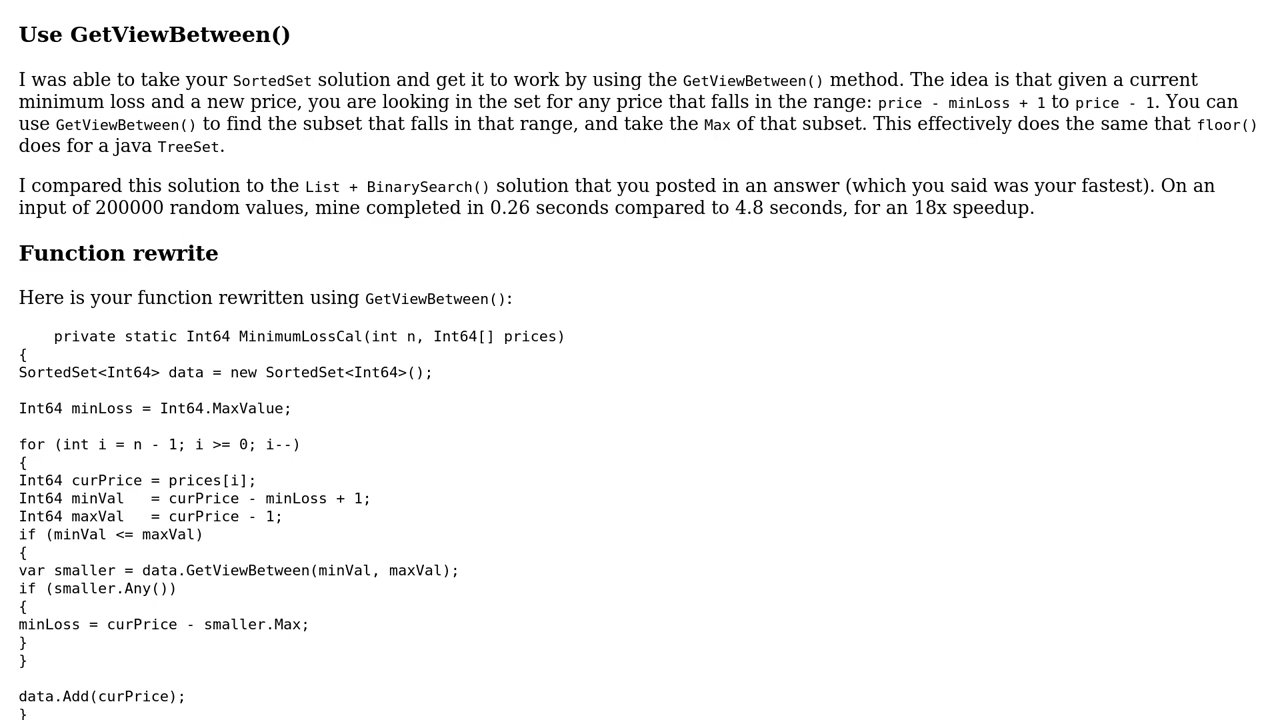 Use GetViewBetween()
I was able to take your SortedSet solution and get it to work by using the GetViewBetween() method. The idea is that given a current
minimum loss and a new price, you are looking in the set for any price that falls in the range: price - minLoss + 1 to price - 1. You can
use GetViewBetween() to find the subset that falls in that range, and take the Max of that subset. This effectively does the same that floor()
does for a java TreeSet.
I compared this solution to the List + BinarySearch() solution that you posted in an answer (which you said was your fastest). On an
input of 200000 random values, mine completed in 0.26 seconds compared to 4.8 seconds, for an 18x speedup.
Function rewrite
Here is your function rewritten using GetViewBetween():
    private static Int64 MinimumLossCal(int n, Int64[] prices)
{
SortedSet<Int64> data = new SortedSet<Int64>();
Int64 minLoss = Int64.MaxValue;
for (int i = n - 1; i >= 0; i--)
{
Int64 curPrice = prices[i];
Int64 minVal   = curPrice - minLoss + 1;
Int64 maxVal   = curPrice - 1;
if (minVal <= maxVal)
{
var smaller = data.GetViewBetween(minVal, maxVal);
if (smaller.Any())
{
minLoss = curPrice - smaller.Max;
}
}
data.Add(curPrice);
}